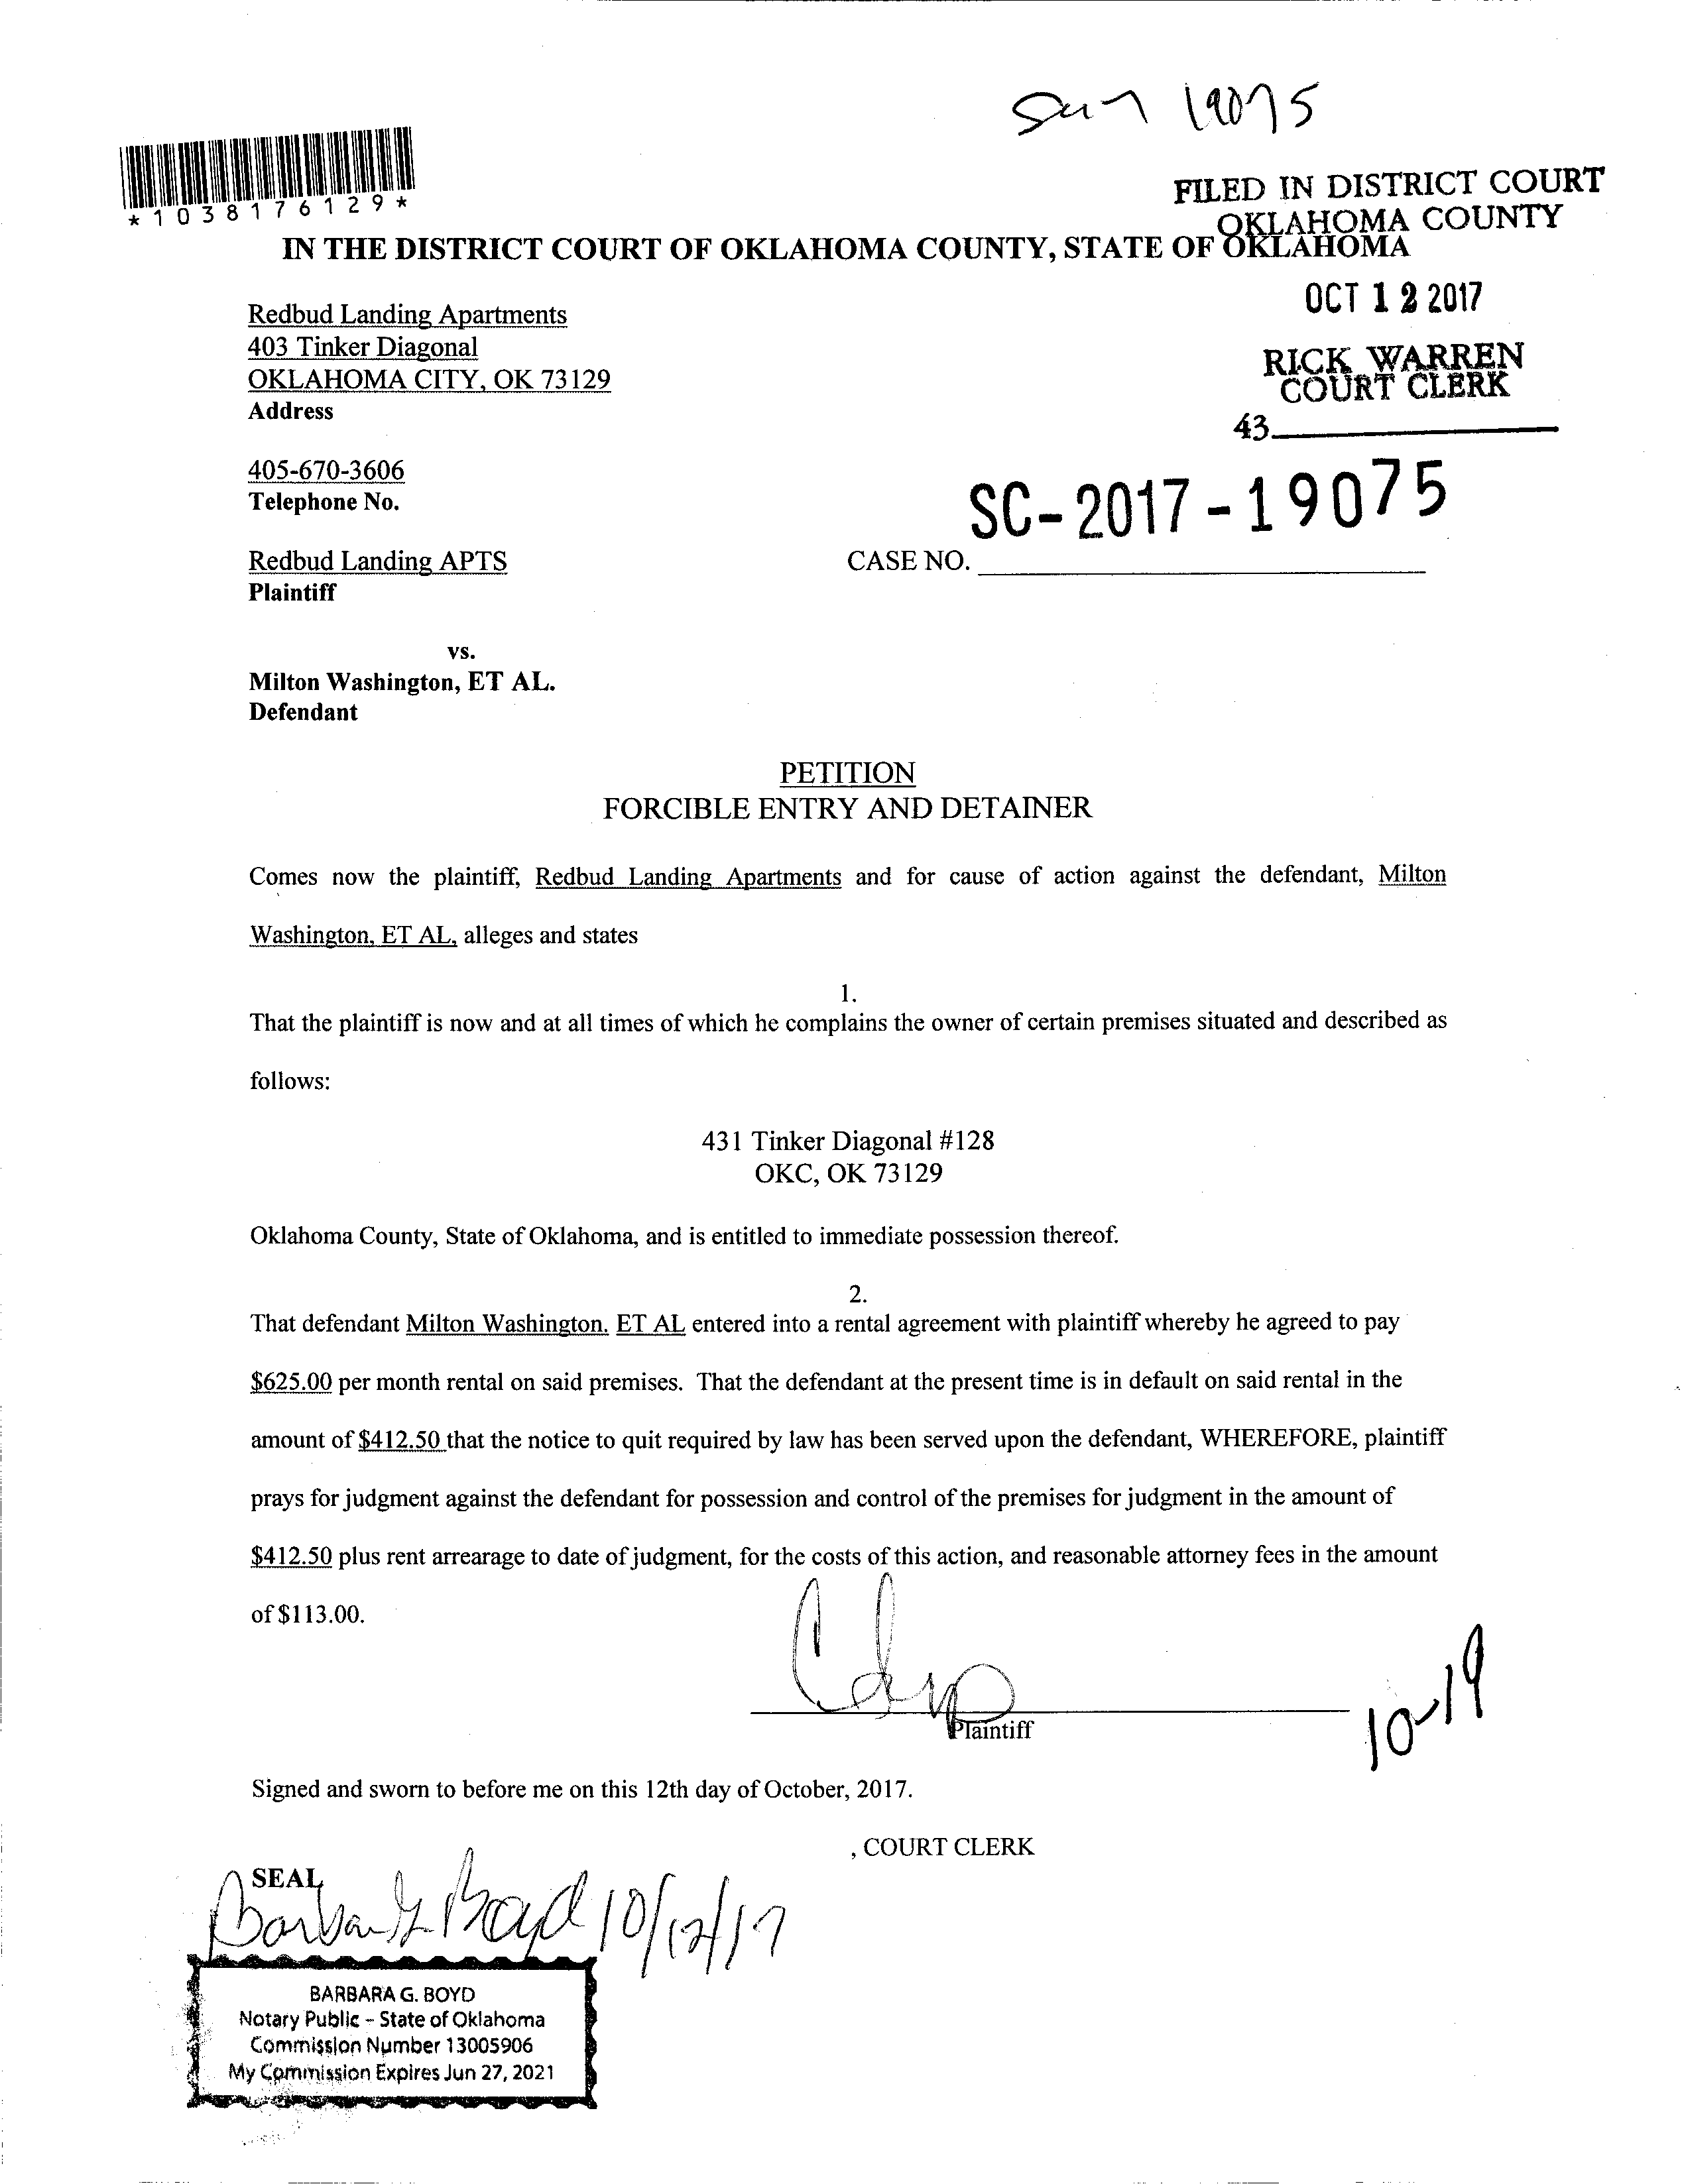 19075
*1038176129*
FILED IN DISTRICT COURT
OKLAHOMA COUNTY
IN THE DISTRICT COURT OF OKLAHOMA COUNTY, STATE OF OKLAHOMA
OCT 12 2017
RICK WARREN
COURT CLERK
43
Redbud Landing Apartments
403 Tinker Diagonal
OKLAHOMA CITY, OK 73129
Address
405-670-3606
Telephone No.
SC-2017-19075
Redbud Landing APTS
CASE NO.
Plaintiff
vs.
Milton Washington, ET AL.
Defendant
PETITION
FORCIBLE ENTRY AND DETAINER
Comes now the plaintiff, Redbud Landing Apartments and for cause of action against the defendant, Milton
Washington, ET AL, alleges and states
1.
That the plaintiff is now and at all times of which he complains the owner of certain premises situated and described as
follows:
431 Tinker Diagonal #128
OKC, OK 73129
Oklahoma County, State of Oklahoma, and is entitled to immediate possession thereof.
2.
That defendant Milton Washington. ET AL entered into a rental agreement with plaintiff whereby he agreed to pay
$625.00 per month rental on said premises. That the defendant at the present time is in default on said rental in the
amount of $412.50 that the notice to quit required by law has been served upon the defendant, WHEREFORE, plaintiff
prays for judgment against the defendant for possession and control of the premises for judgment in the amount of
$412.50 plus rent arrearage to date of judgment, for the costs of this action, and reasonable attorney fees in the amount
of $113.00.
Plaintiff
10-19
Signed and sworn to before me on this 12th day of October, 2017.
, COURT CLERK
SEAL
Barbara G. Boyd 10/12/17
BARBARA G. BOYD
Notary Public - State of Oklahoma
Commission Number 13005906
My Commission Expires Jun 27, 2021